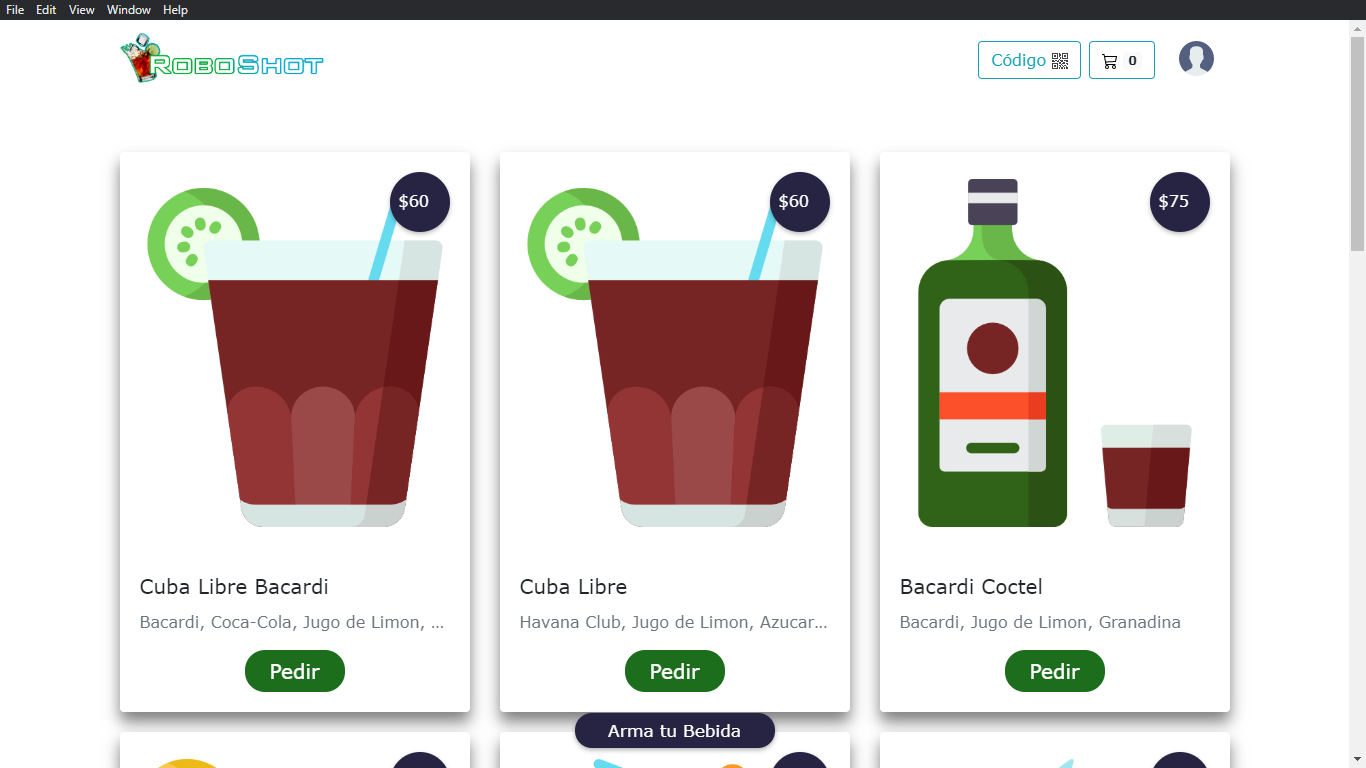 File Edit View Window Help
ROBOSHOT
Código
0
$60
$60
$75
Cuba Libre Bacardi
Bacardi, Coca-Cola, Jugo de Limon, ...
Pedir
Cuba Libre
Havana Club, Jugo de Limon, Azucar...
Pedir
Bacardi Coctel
Bacardi, Jugo de Limon, Granadina
Pedir
Arma tu Bebida